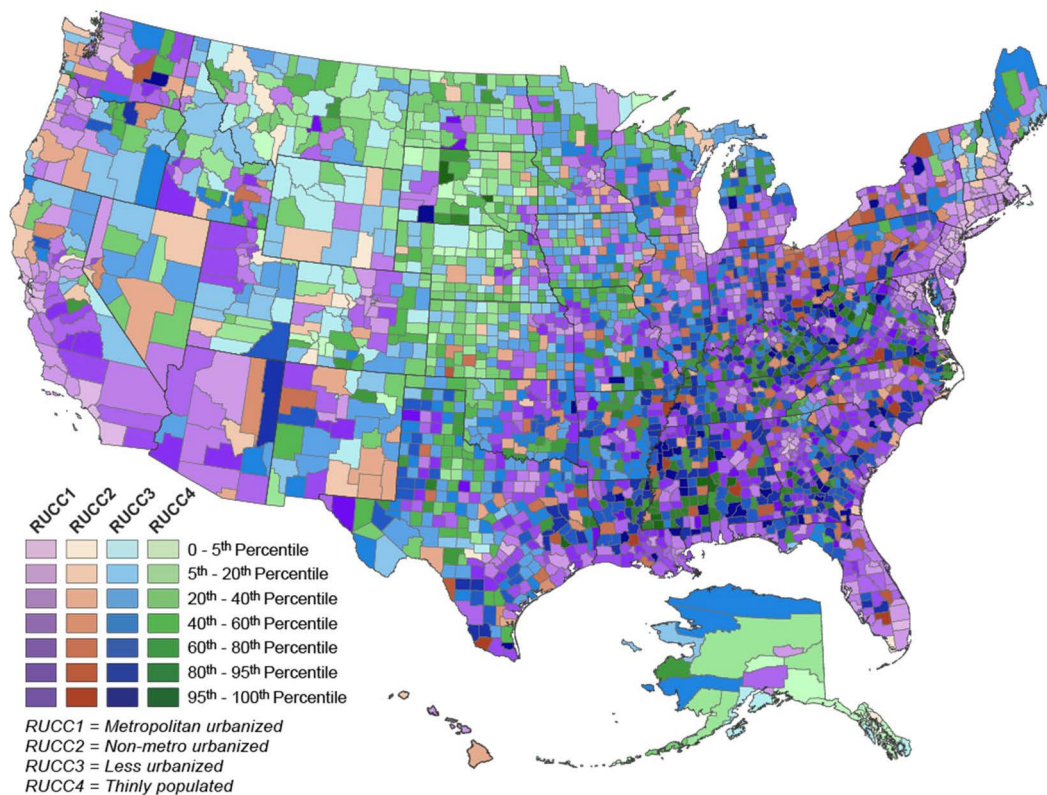 RUCC1 RUCC2 RUCC3 RUCC4
0 - 5th Percentile
5th - 20th Percentile
20th - 40th Percentile
40th - 60th Percentile
60th - 80th Percentile
80th - 95th Percentile
95th - 100th Percentile
RUCC1 = Metropolitan urbanized
RUCC2 = Non-metro urbanized
RUCC3 = Less urbanized
RUCC4 = Thinly populated